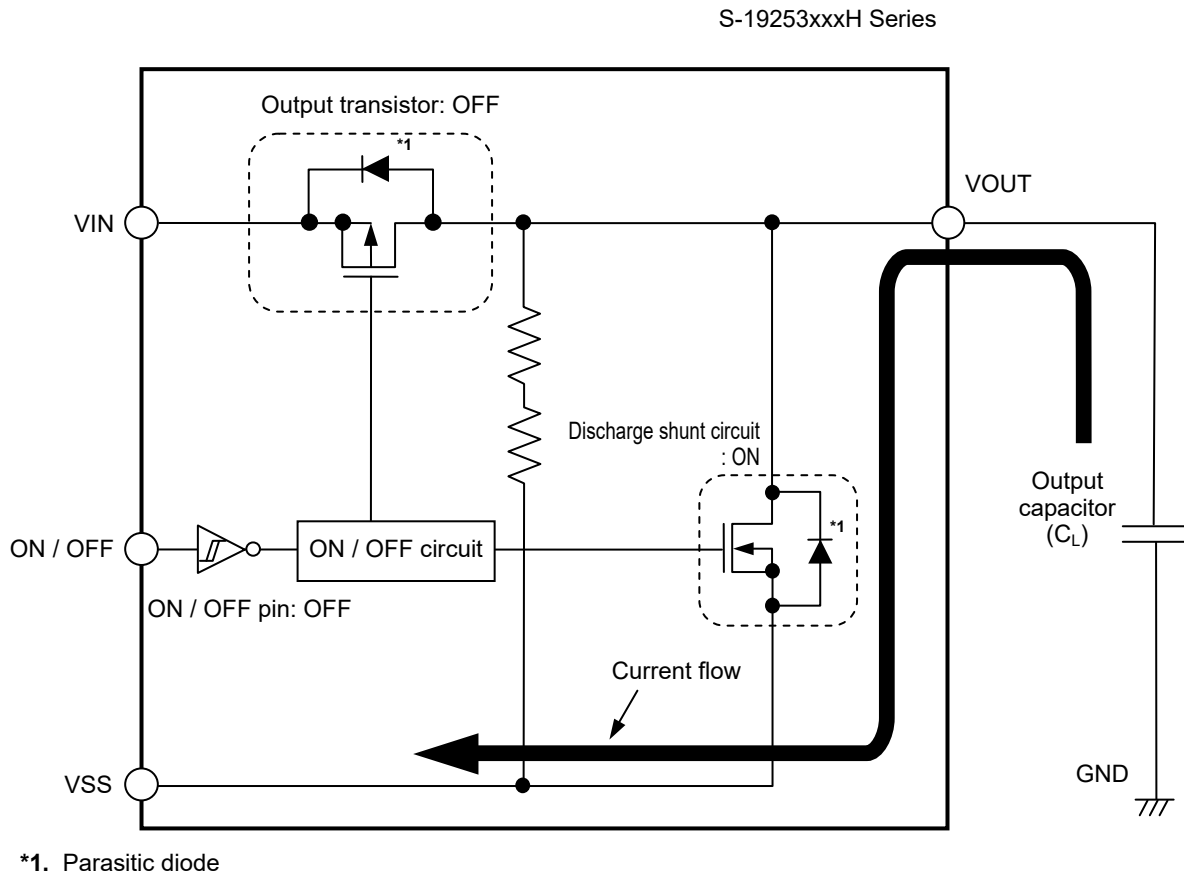 S-19253xxxH Series
Output transistor: OFF
*1
VIN
VOUT
Discharge shunt circuit
: ON
*1
Output
capacitor
(CL)
ON / OFF
ON / OFF circuit
ON / OFF pin: OFF
Current flow
VSS
GND
*1. Parasitic diode